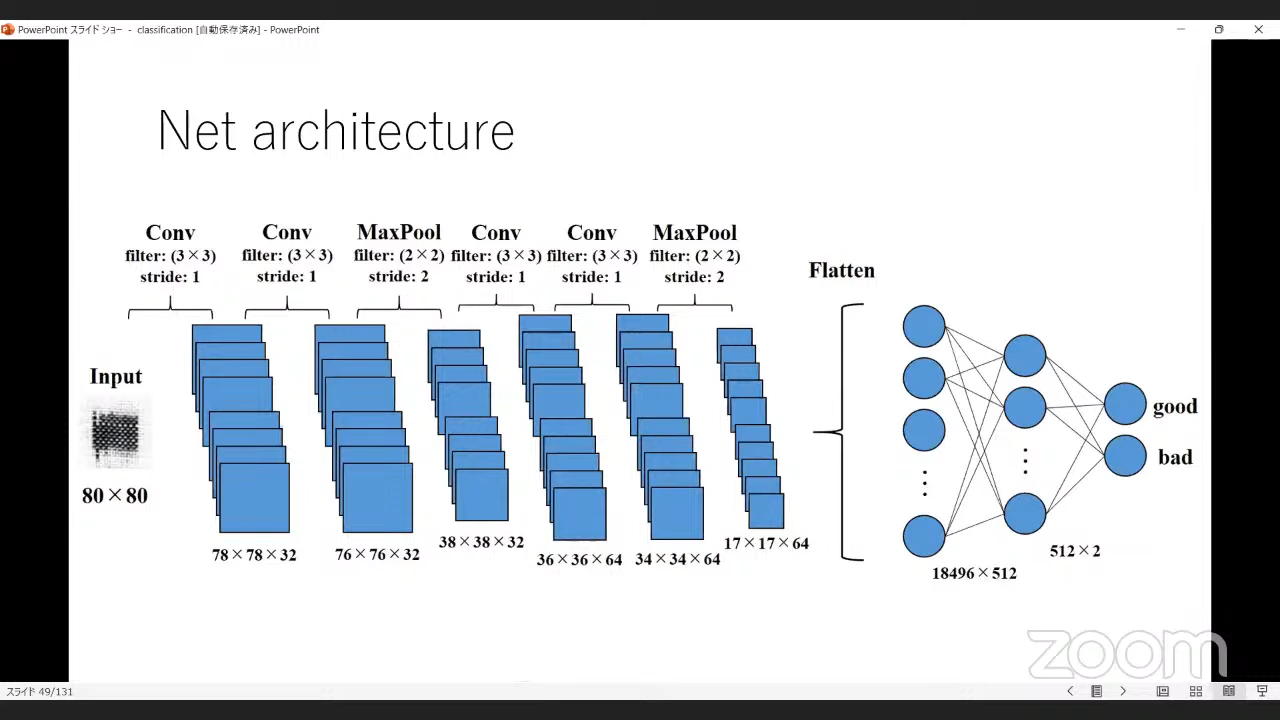 PowerPoint スライド ショー - classification [自動保存済み] - PowerPoint
Net architecture
Conv
filter: (3×3)
stride: 1
Conv
filter: (3×3)
stride: 1
MaxPool
filter: (2×2)
stride: 2
Conv
filter: (3×3)
stride: 1
Conv
filter: (3×3)
stride: 1
MaxPool
filter: (2×2)
stride: 2
Flatten
Input
80×80
78×78×32
76×76×32
38×38×32
36×36×64
34×34×64
17×17×64
18496×512
512×2
good
bad
zoom
スライド 49/131